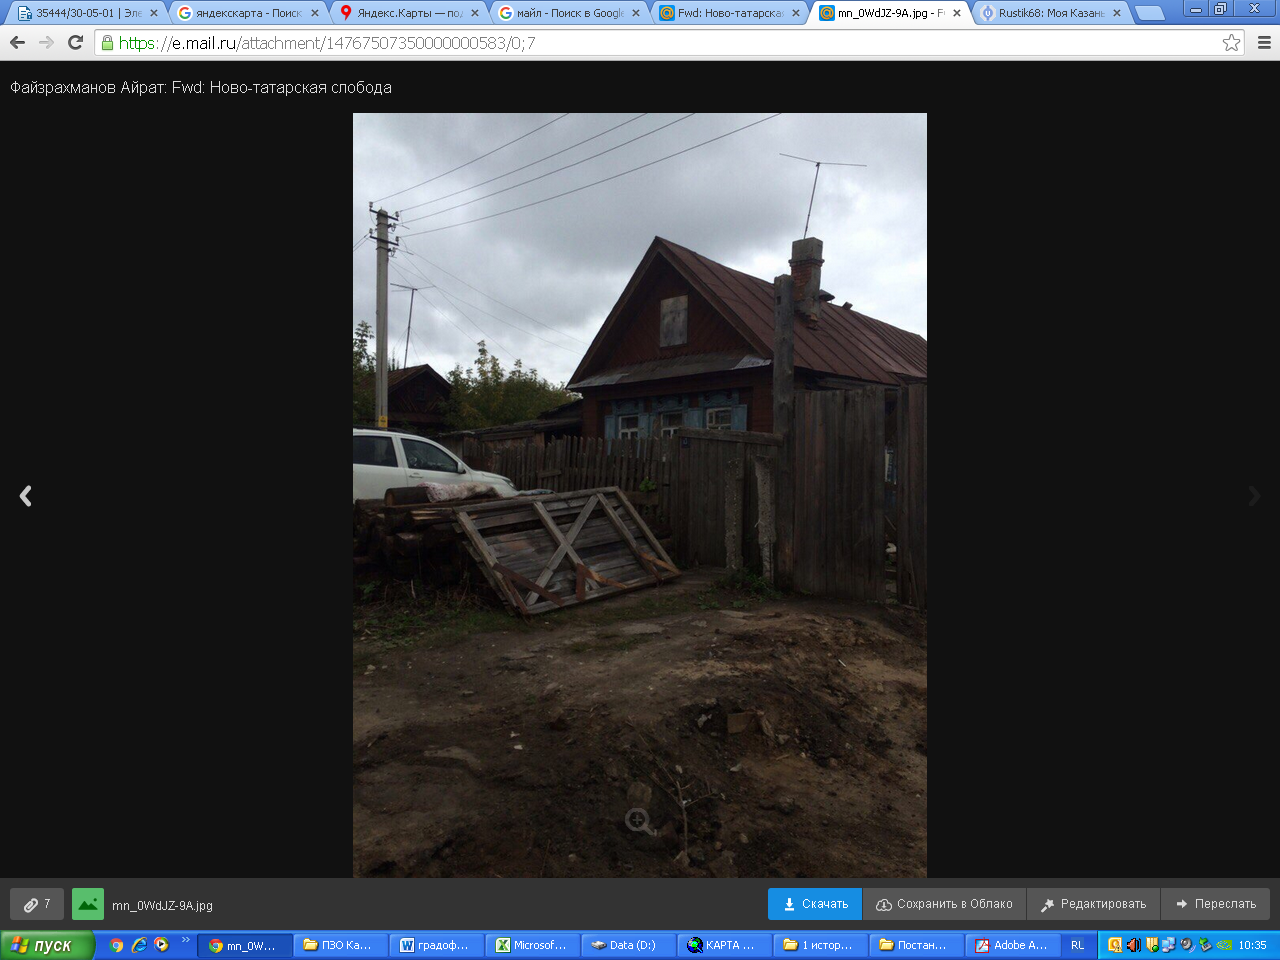 35444/30-05-01 | Эле
яндекскарта - Поиск
Яндекс.Карты — по
майл - Поиск в Google
Fwd: Ново-татарская
mn_0WdJZ-9A.jpg - F
Rustik68: Моя Казань
https://e.mail.ru/attachment/14767507350000000583/0;7
Файзрахманов Айрат: Fwd: Ново-татарская слобода
7
mn_0WdJZ-9A.jpg
Скачать
Сохранить в Облако
Редактировать
Переслать
пуск
mn_0W...
ПЗО Ка...
градоф...
Microsof...
Data (D:)
КАРТА ...
1 истор...
Постан...
Adobe A...
RL
10:35